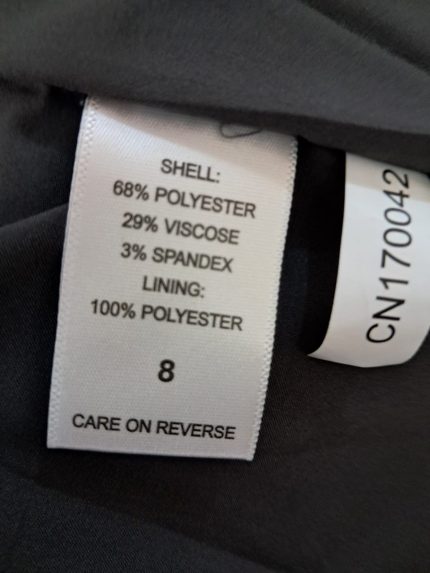 SHELL:
68% POLYESTER
29% VISCOSE
3% SPANDEX
LINING:
100% POLYESTER
8
CARE ON REVERSE
CN170042